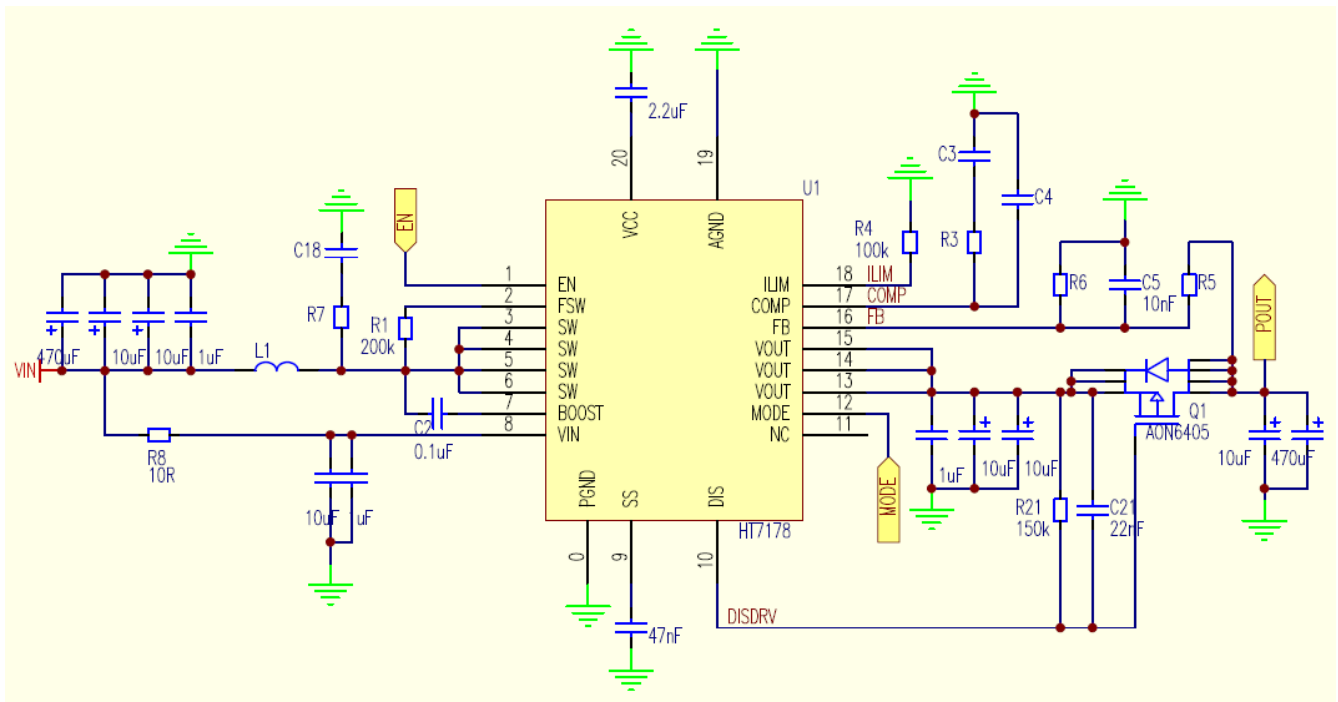 2.2uF
20
19
U1
VCC
AGND
EN
C18
R7
R1
200k
L1
470uF
10uF
10uF
1uF
VIN
R8
10R
10uF
1uF
C2
0.1uF
1
EN
2
FSW
3
SW
4
SW
5
SW
6
SW
7
BOOST
8
VIN
PGND
SS
DIS
0
9
10
HT7178
47nF
DISDRV
ILIM
18
ILIM
COMP
17
COMP
FB
16
FB
VOUT
15
VOUT
14
VOUT
13
MODE
12
NC
11
MODE
R4
100k
C3
R3
C4
R6
C5
10nF
R5
POUT
Q1
AON6405
1uF
10uF
10uF
R21
150k
C21
22nF
10uF
470uF